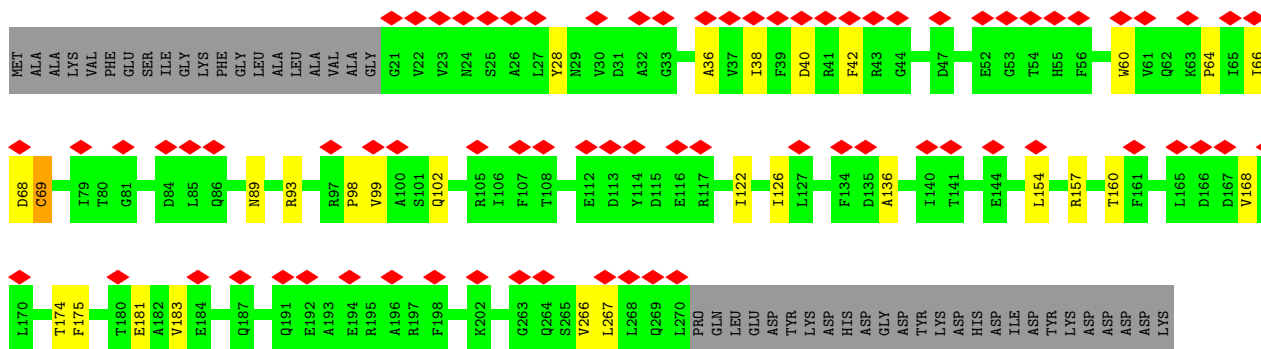 MET ALA ALA LYS VAL PHE GLU SER ILE GLY LYS PHE GLY LEU ALA LEU ALA VAL ALA GLY G21 V22 V23 N24 S25 A26 L27 Y28 N29 V30 D31 A32 G33 A36 V37 I38 F39 D40 R41 F42 R43 G44 D47 E52 G53 T54 H55 F56 W60 V61 Q62 K63 P64 I65 I66
D68 C69 I79 T80 G81 D84 L85 Q86 N89 R93 R97 P98 V99 A100 S101 Q102 R105 I106 F107 T108 E112 D113 Y114 D115 E116 R117 I122 I126 L127 F134 D135 A136 I140 T141 E144 L154 R157 T160 F161 L165 D166 D167 V168
L170 T174 F175 T180 E181 A182 V183 E184 Q187 Q191 E192 A193 E194 R195 A196 R197 F198 K202 G263 Q264 S265 V266 L267 L268 Q269 L270 PRO GLN LEU GLU ASP TYR LYS ASP HIS ASP GLY ASP TYR LYS ASP HIS ASP ILE ASP TYR LYS ASP ASP ASP ASP LYS